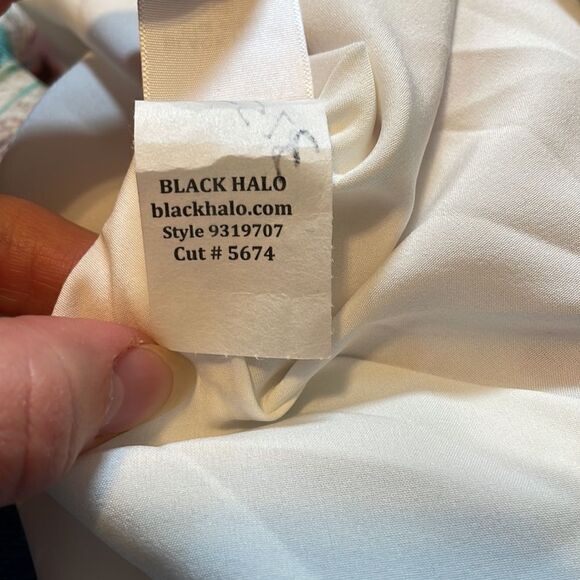 BLACK HALO
blackhalo.com
Style 9319707
Cut # 5674